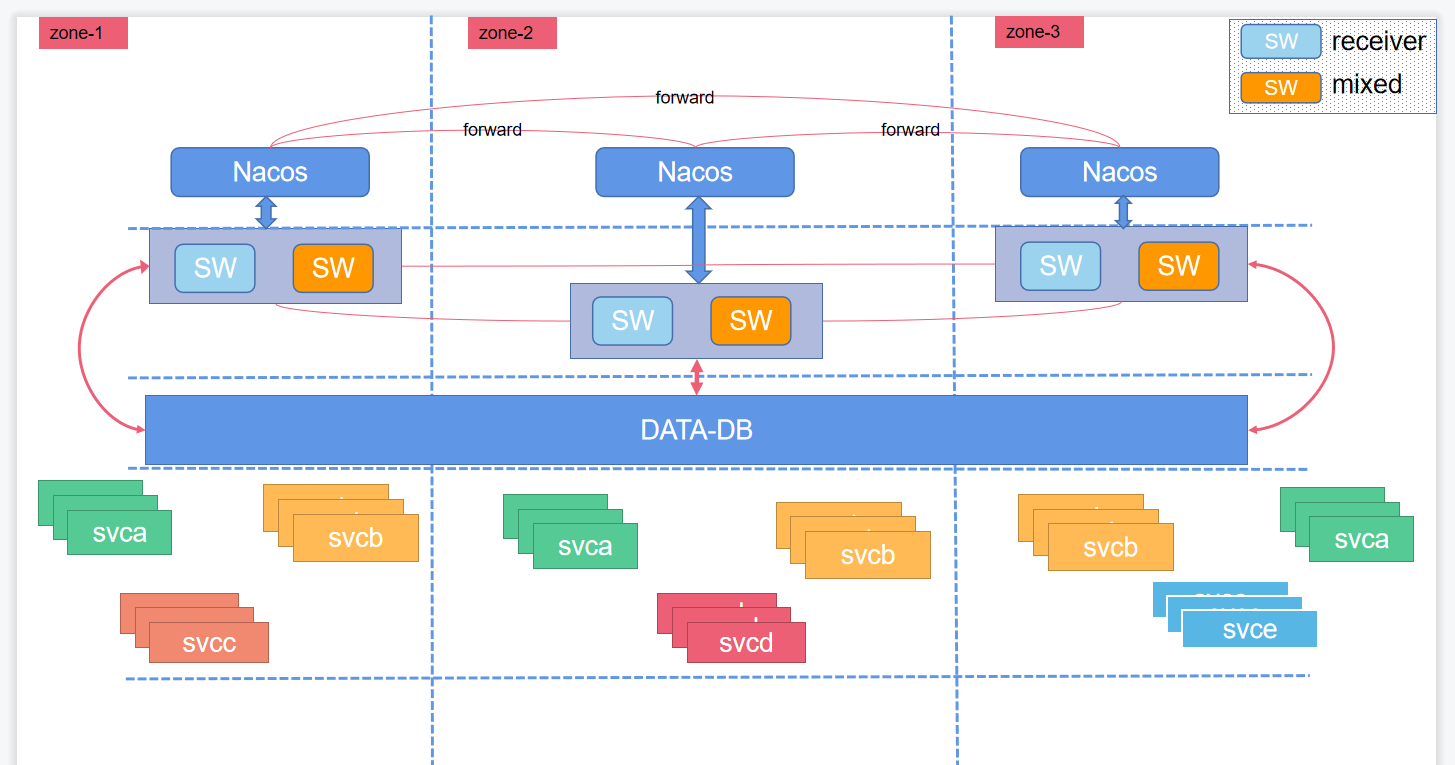 zone-1
zone-2
zone-3
SW receiver
SW mixed
forward
forward
forward
Nacos
Nacos
Nacos
SW
SW
SW
SW
SW
SW
DATA-DB
svca
svcb
svca
svcb
svcb
svca
svcc
svcd
svce